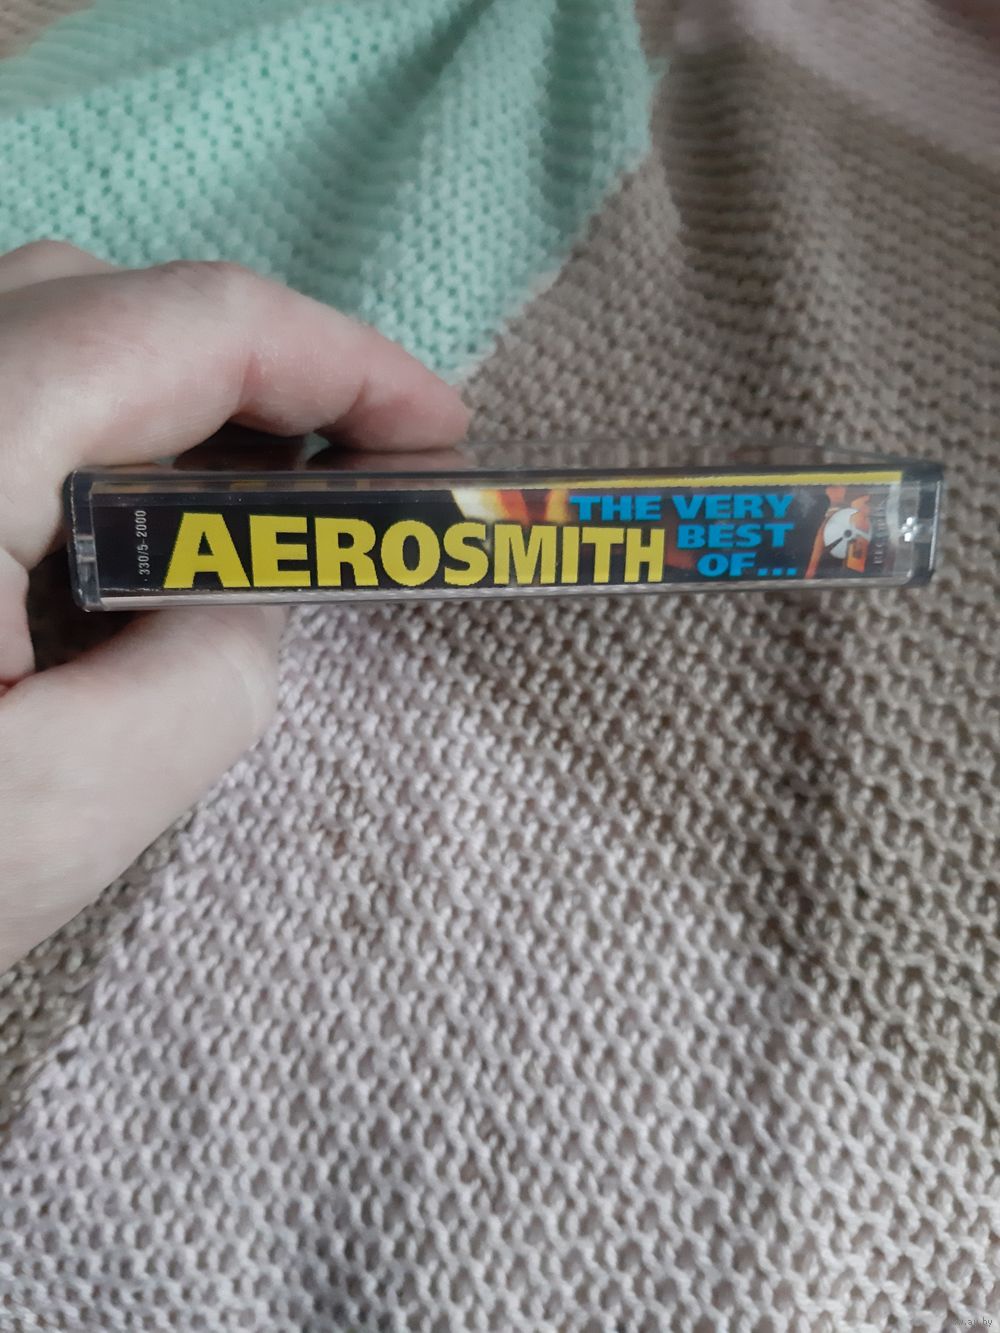 330/5-2000
AEROSMITH
THE VERY
BEST
OF...